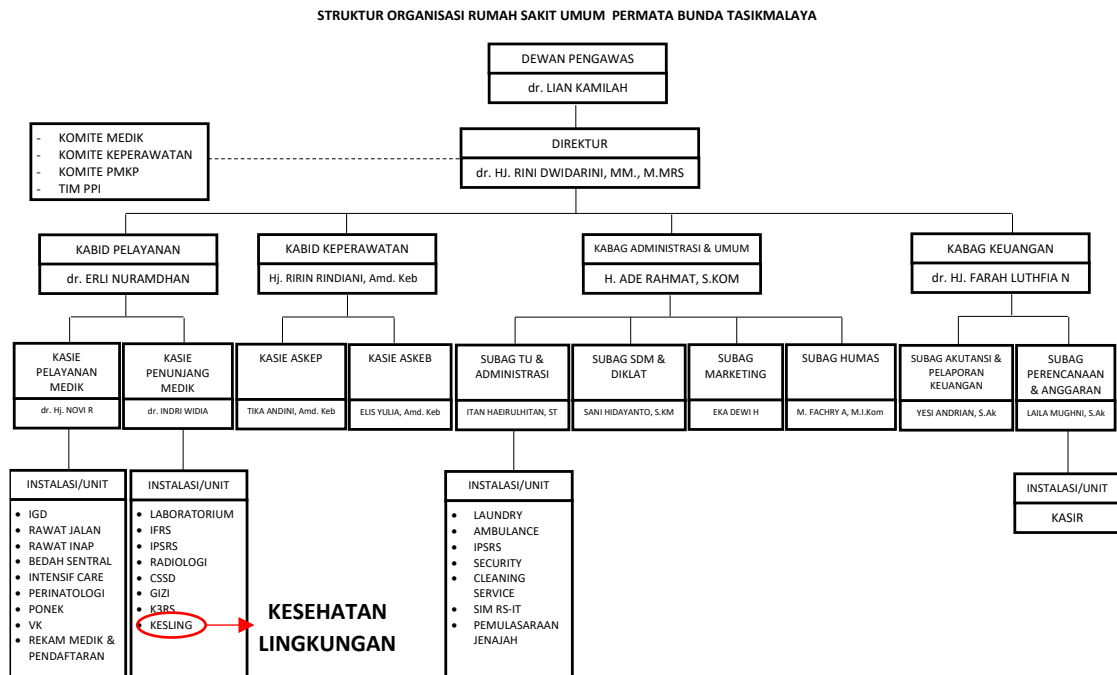 STRUKTUR ORGANISASI RUMAH SAKIT UMUM PERMATA BUNDA TASIKMALAYA
DEWAN PENGAWAS
dr. LIAN KAMILAH
- KOMITE MEDIK
- KOMITE KEPERAWATAN
- KOMITE PMKP
- TIM PPI
DIREKTUR
dr. HJ. RINI DWIDARINI, MM., M.MRS
KABID PELAYANAN
dr. ERLI NURAMDHAN
KABID KEPERAWATAN
Hj. RIRIN RINDIANI, Amd. Keb
KABAG ADMINISTRASI & UMUM
H. ADE RAHMAT, S.KOM
KABAG KEUANGAN
dr. HJ. FARAH LUTHFIA N
KASIE
PELAYANAN
MEDIK
dr. Hj. NOVI R
KASIE
PENUNJANG
MEDIK
dr. INDRI WIDIA
KASIE ASKEP
TIKA ANDINI, Amd. Keb
KASIE ASKEB
ELIS YULIA, Amd. Keb
SUBAG TU &
ADMINISTRASI
ITAN HAEIRULHITAN, ST
SUBAG SDM &
DIKLAT
SANI HIDAYANTO, S.KM
SUBAG
MARKETING
EKA DEWI H
SUBAG HUMAS
M. FACHRY A, M.I.Kom
SUBAG AKUTANSI &
PELAPORAN
KEUANGAN
YESI ANDRIAN, S.Ak
SUBAG
PERENCANAAN
& ANGGARAN
LAILA MUGHNI, S.Ak
INSTALASI/UNIT
• IGD
• RAWAT JALAN
• RAWAT INAP
• BEDAH SENTRAL
• INTENSIF CARE
• PERINATOLOGI
• PONEK
• VK
• REKAM MEDIK &
PENDAFTARAN
INSTALASI/UNIT
• LABORATORIUM
• IFRS
• IPSRS
• RADIOLOGI
• CSSD
• GIZI
• K3RS
• KESLING
KESEHATAN
LINGKUNGAN
INSTALASI/UNIT
• LAUNDRY
• AMBULANCE
• IPSRS
• SECURITY
• CLEANING
SERVICE
• SIM RS-IT
• PEMULASARAAN
JENAJAH
INSTALASI/UNIT
KASIR